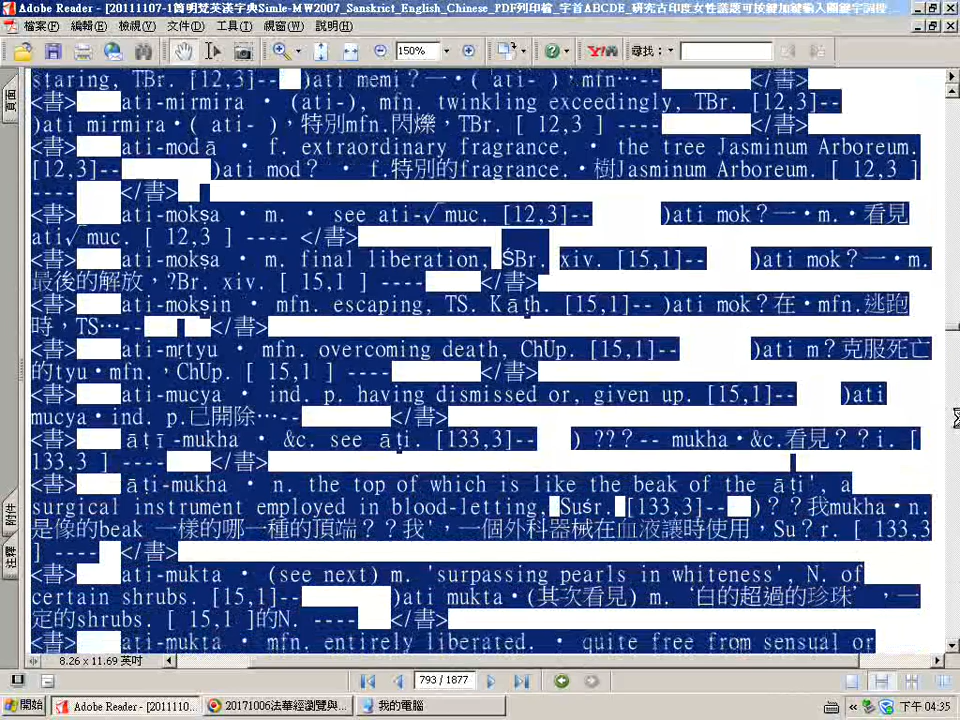 Adobe Reader - [20111107-1簡明梵英漢字典Simle-MW2007_Sanskrict_English_Chinese_PDF列印檔_字首ABCDE_研究古印度女性議題可按鍵加鍵輸入關鍵字詞搜
檔案(F) 編輯(E) 檢視(V) 文件(D) 工具(T) 視窗(W) 說明(H)
150% 尋找：
staring, TBr. [12,3]-- )ati memi？一・( ati- )，mfn…-- </書>
<書> ati-mirmira ・ (ati-), mfn. twinkling exceedingly, TBr. [12,3]--
)ati mirmira・( ati- )，特別mfn.閃爍，TBr. [ 12,3 ] ---- </書>
<書> ati-modā ・ f. extraordinary fragrance. ・ the tree Jasminum Arboreum.
[12,3]-- )ati mod？ ・ f.特別的fragrance.・樹Jasminum Arboreum. [ 12,3 ]
---- </書>
<書> ati-mokṣa ・ m. ・ see ati-√muc. [12,3]-- )ati mok？一・m.・看見
ati√muc. [ 12,3 ] ---- </書>
<書> ati-mokṣa ・ m. final liberation, ŚBr. xiv. [15,1]-- )ati mok？一・m.
最後的解放，?Br. xiv. [ 15,1 ] ---- </書>
<書> ati-mokṣin ・ mfn. escaping, TS. Kāṭh. [15,1]-- )ati mok？在・mfn.逃跑
時，TS…-- </書>
<書> ati-mṛtyu ・ mfn. overcoming death, ChUp. [15,1]-- )ati m？克服死亡
的tyu・mfn.，ChUp. [ 15,1 ] ---- </書>
<書> ati-mucya ・ ind. p. having dismissed or, given up. [15,1]-- )ati
mucya・ind. p.已開除…-- </書>
<書> āṭī-mukha ・ &c. see āṭi. [133,3]-- ) ???-- mukha・&c.看見？？i. [
133,3 ] ---- </書>
<書> āṭi-mukha ・ n. the top of which is like the beak of the āṭi', a
surgical instrument employed in blood-letting, Suśr. [133,3]-- )？？我mukha・n.
是像的beak 一樣的哪一種的頂端？？我'，一個外科器械在血液讓時使用，Su？r. [ 133,3
] ---- </書>
<書> ati-mukta ・ (see next) m. 'surpassing pearls in whiteness', N. of
certain shrubs. [15,1]-- )ati mukta・(其次看見) m.‘白的超過的珍珠’，一
定的shrubs. [ 15,1 ]的N. ---- </書>
<書> ati-mukta ・ mfn. entirely liberated. ・ quite free from sensual or
頁面
附件
注釋
8.26 x 11.69 英吋
793 / 1877
開始 Adobe Reader - [2011110... 20171006法華經瀏覽與... 我的電腦 下午 04:35